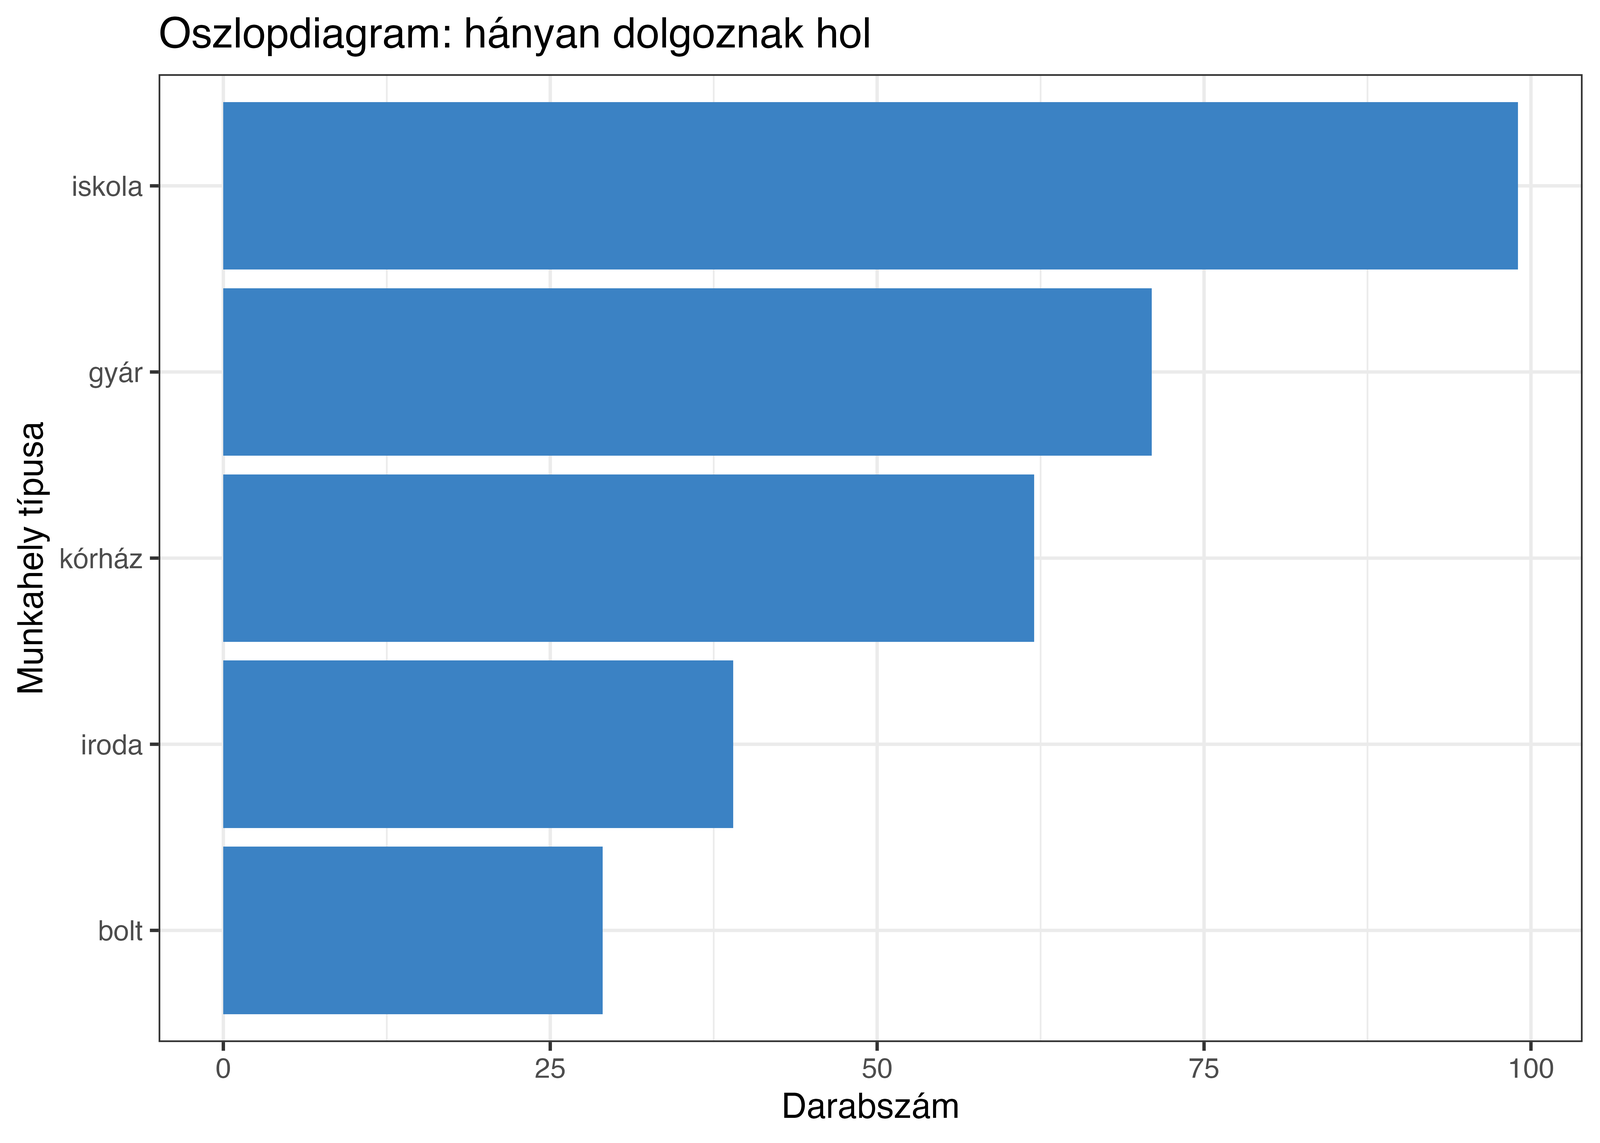 Oszlopdiagram: hányan dolgoznak hol
Munkahely típusa
iskola
gyár
kórház
iroda
bolt
0 25 50 75 100
Darabszám